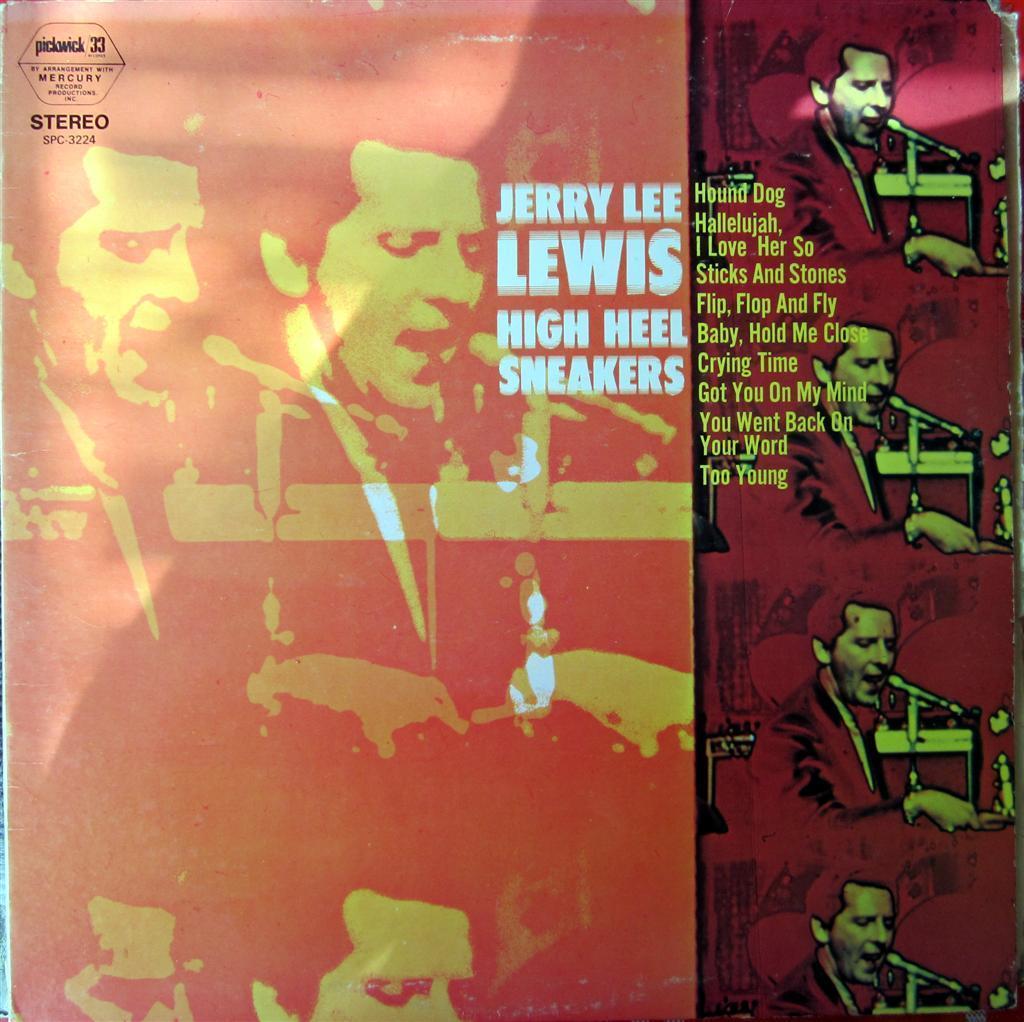 pickwick/33
RECORDS
BY ARRANGEMENT WITH
MERCURY
RECORD
PRODUCTIONS,
INC.
STEREO
SPC-3224
JERRY LEE
LEWIS
HIGH HEEL
SNEAKERS
Hound Dog
Hallelujah,
I Love Her So
Sticks And Stones
Flip, Flop And Fly
Baby, Hold Me Close
Crying Time
Got You On My Mind
You Went Back On
Your Word
Too Young